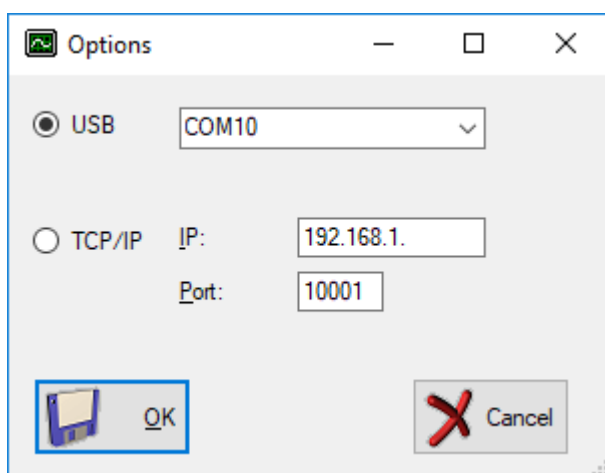 Options
USB COM10
TCP/IP IP: 192.168.1.
Port: 10001
OK Cancel